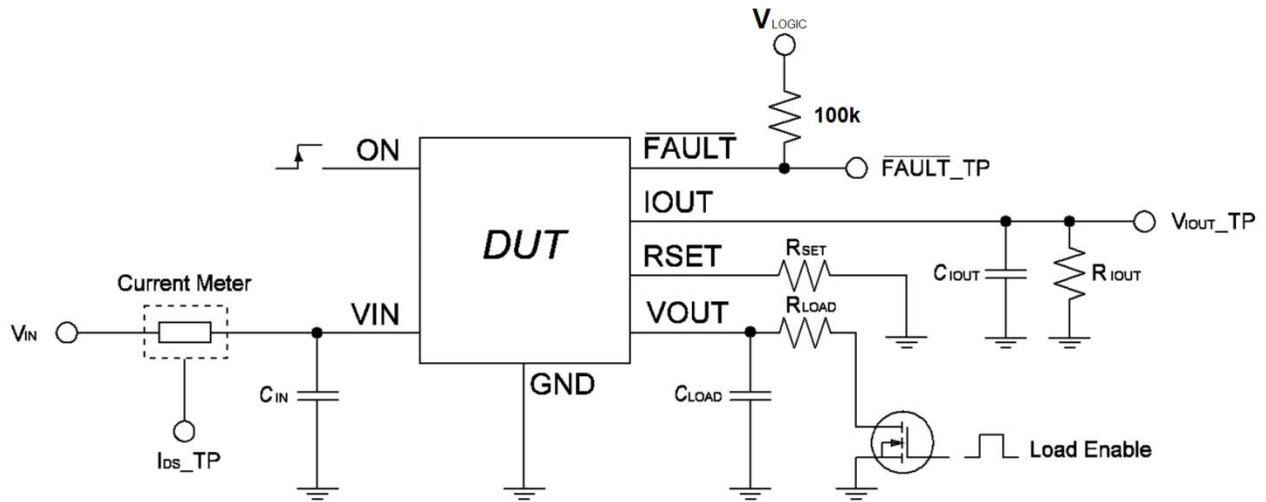 VLOGIC
100k
ON
FAULT
FAULT_TP
IOUT
VIOUT_TP
DUT
RSET
RSET
CIOUT
RIOUT
Current Meter
VIN
VIN
VOUT
RLOAD
GND
CIN
CLOAD
IDS_TP
Load Enable